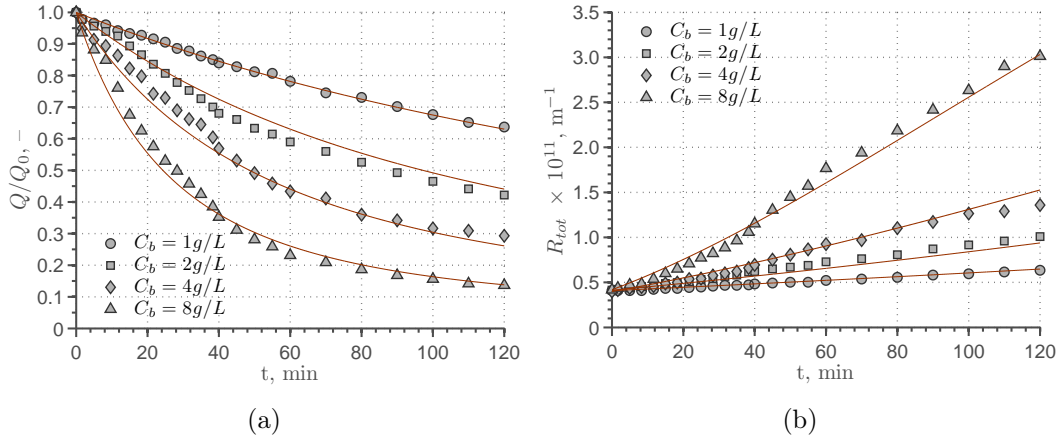 1.0
0.9
0.8
0.7
0.6
0.5
0.4
0.3
0.2
0.1
0
Q/Q₀, −
C_b = 1g/L
C_b = 2g/L
C_b = 4g/L
C_b = 8g/L
0 20 40 60 80 100 120
t, min
(a)
3.5
3.0
2.5
2.0
1.5
1.0
0.5
0
R_tot × 10¹¹, m⁻¹
C_b = 1g/L
C_b = 2g/L
C_b = 4g/L
C_b = 8g/L
0 20 40 60 80 100 120
t, min
(b)